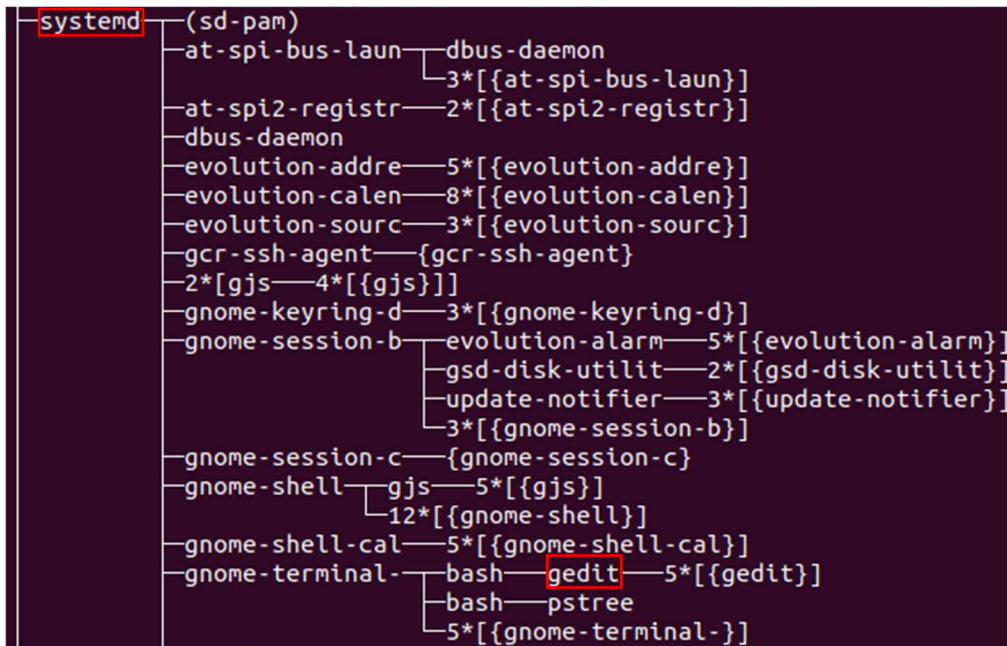 systemd─┬─(sd-pam)
├─at-spi-bus-laun─┬─dbus-daemon
└─3*[{at-spi-bus-laun}]
├─at-spi2-registr───2*[{at-spi2-registr}]
├─dbus-daemon
├─evolution-addre───5*[{evolution-addre}]
├─evolution-calen───8*[{evolution-calen}]
├─evolution-sourc───3*[{evolution-sourc}]
├─gcr-ssh-agent───{gcr-ssh-agent}
├─2*[gjs───4*[{gjs}]]
├─gnome-keyring-d───3*[{gnome-keyring-d}]
├─gnome-session-b─┬─evolution-alarm───5*[{evolution-alarm}]
├─gsd-disk-utilit───2*[{gsd-disk-utilit}]
├─update-notifier───3*[{update-notifier}]
└─3*[{gnome-session-b}]
├─gnome-session-c───{gnome-session-c}
├─gnome-shell─┬─gjs───5*[{gjs}]
└─12*[{gnome-shell}]
├─gnome-shell-cal───5*[{gnome-shell-cal}]
├─gnome-terminal-─┬─bash───gedit───5*[{gedit}]
├─bash───pstree
└─5*[{gnome-terminal-}]